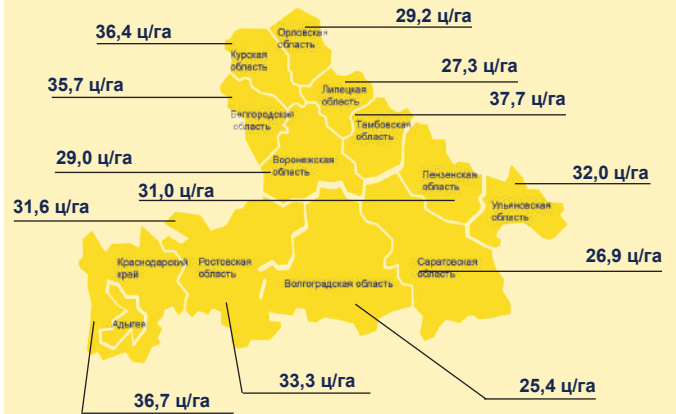 29,2 ц/га
36,4 ц/га
Орловская
область
Курская
область
27,3 ц/га
35,7 ц/га
Липецкая
область
37,7 ц/га
Белгородская
область
Тамбовская
область
29,0 ц/га
Воронежская
область
Пензенская
область
32,0 ц/га
31,0 ц/га
31,6 ц/га
Ульяновская
область
Краснодарский
край
Ростовская
область
Саратовская
область
26,9 ц/га
Волгоградская область
Адыгея
33,3 ц/га
25,4 ц/га
36,7 ц/га